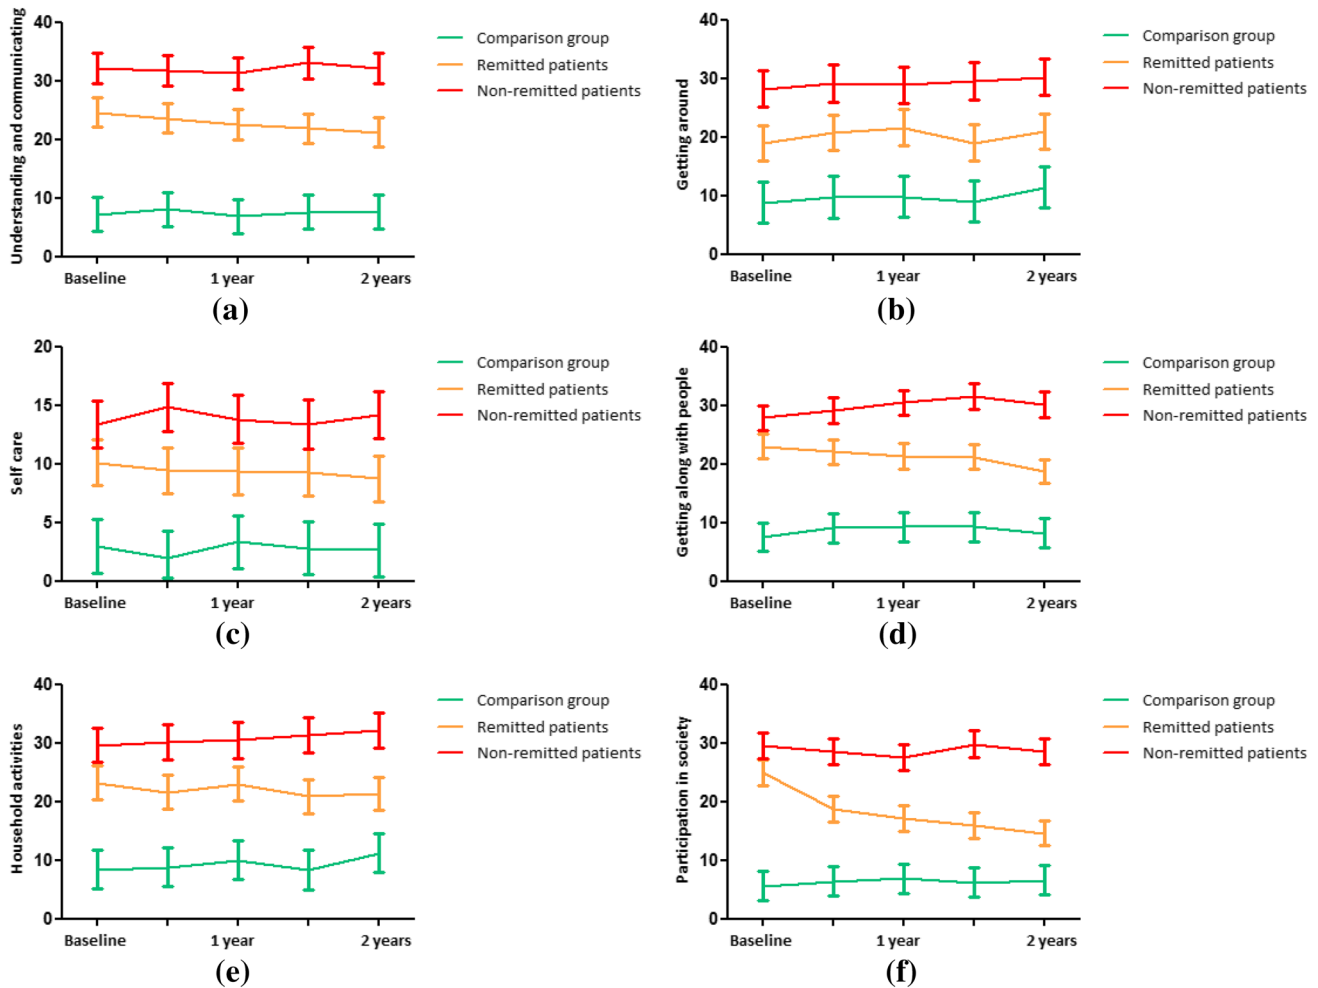 Understanding and communicating
40
30
20
10
0
Baseline
1 year
2 years
Comparison group
Remitted patients
Non-remitted patients
(a)
Getting around
40
30
20
10
0
Baseline
1 year
2 years
Comparison group
Remitted patients
Non-remitted patients
(b)
Self care
20
15
10
5
0
Baseline
1 year
2 years
Comparison group
Remitted patients
Non-remitted patients
(c)
Getting along with people
40
30
20
10
0
Baseline
1 year
2 years
Comparison group
Remitted patients
Non-remitted patients
(d)
Household activities
40
30
20
10
0
Baseline
1 year
2 years
Comparison group
Remitted patients
Non-remitted patients
(e)
Participation in society
40
30
20
10
0
Baseline
1 year
2 years
Comparison group
Remitted patients
Non-remitted patients
(f)